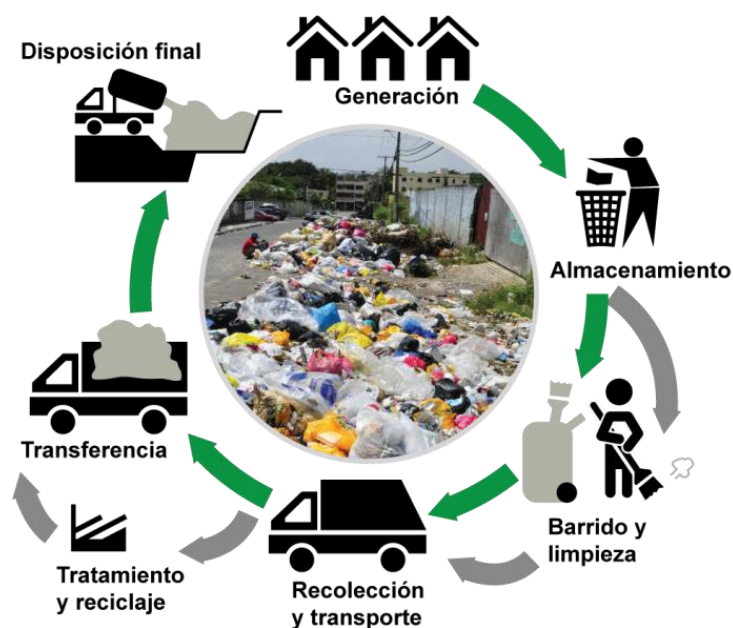 Disposición final
Generación
Almacenamiento
Barrido y
limpieza
Recolección
y transporte
Tratamiento
y reciclaje
Transferencia